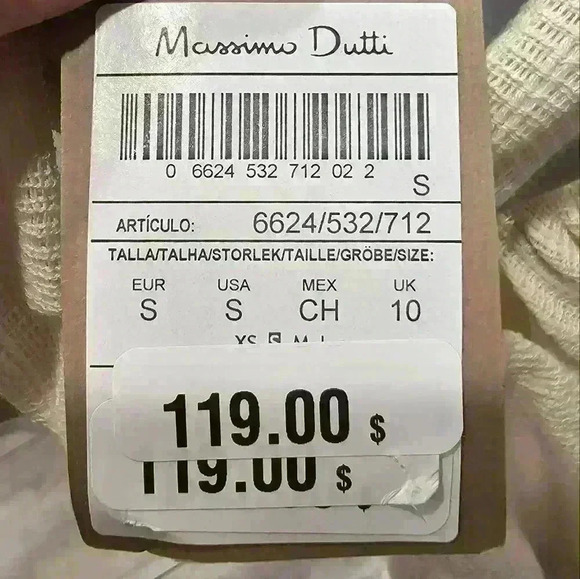 Massimo Dutti
0 6624 532 712 02 2
S
ARTÍCULO: 6624/532/712
TALLA/TALHA/STORLEK/TAILLE/GRÖBE/SIZE:
EUR USA MEX UK
S S CH 10
XS S M L
119.00 $
119.00 $